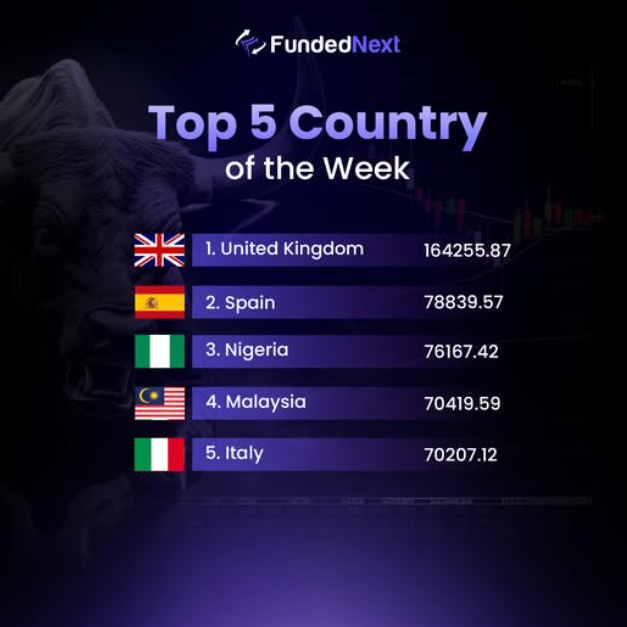 FundedNext
Top 5 Country
of the Week
1. United Kingdom 164255.87
2. Spain 78839.57
3. Nigeria 76167.42
4. Malaysia 70419.59
5. Italy 70207.12